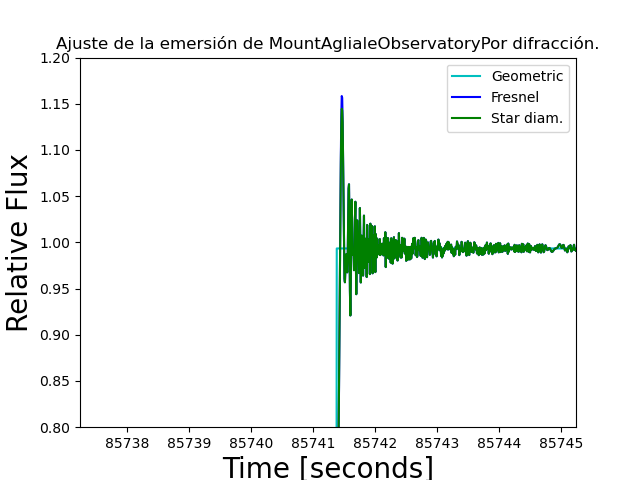 Ajuste de la emersión de MountAglialeObservatoryPor difracción.
Geometric
Fresnel
Star diam.
Relative Flux
1.20
1.15
1.10
1.05
1.00
0.95
0.90
0.85
0.80
85738 85739 85740 85741 85742 85743 85744 85745
Time [seconds]